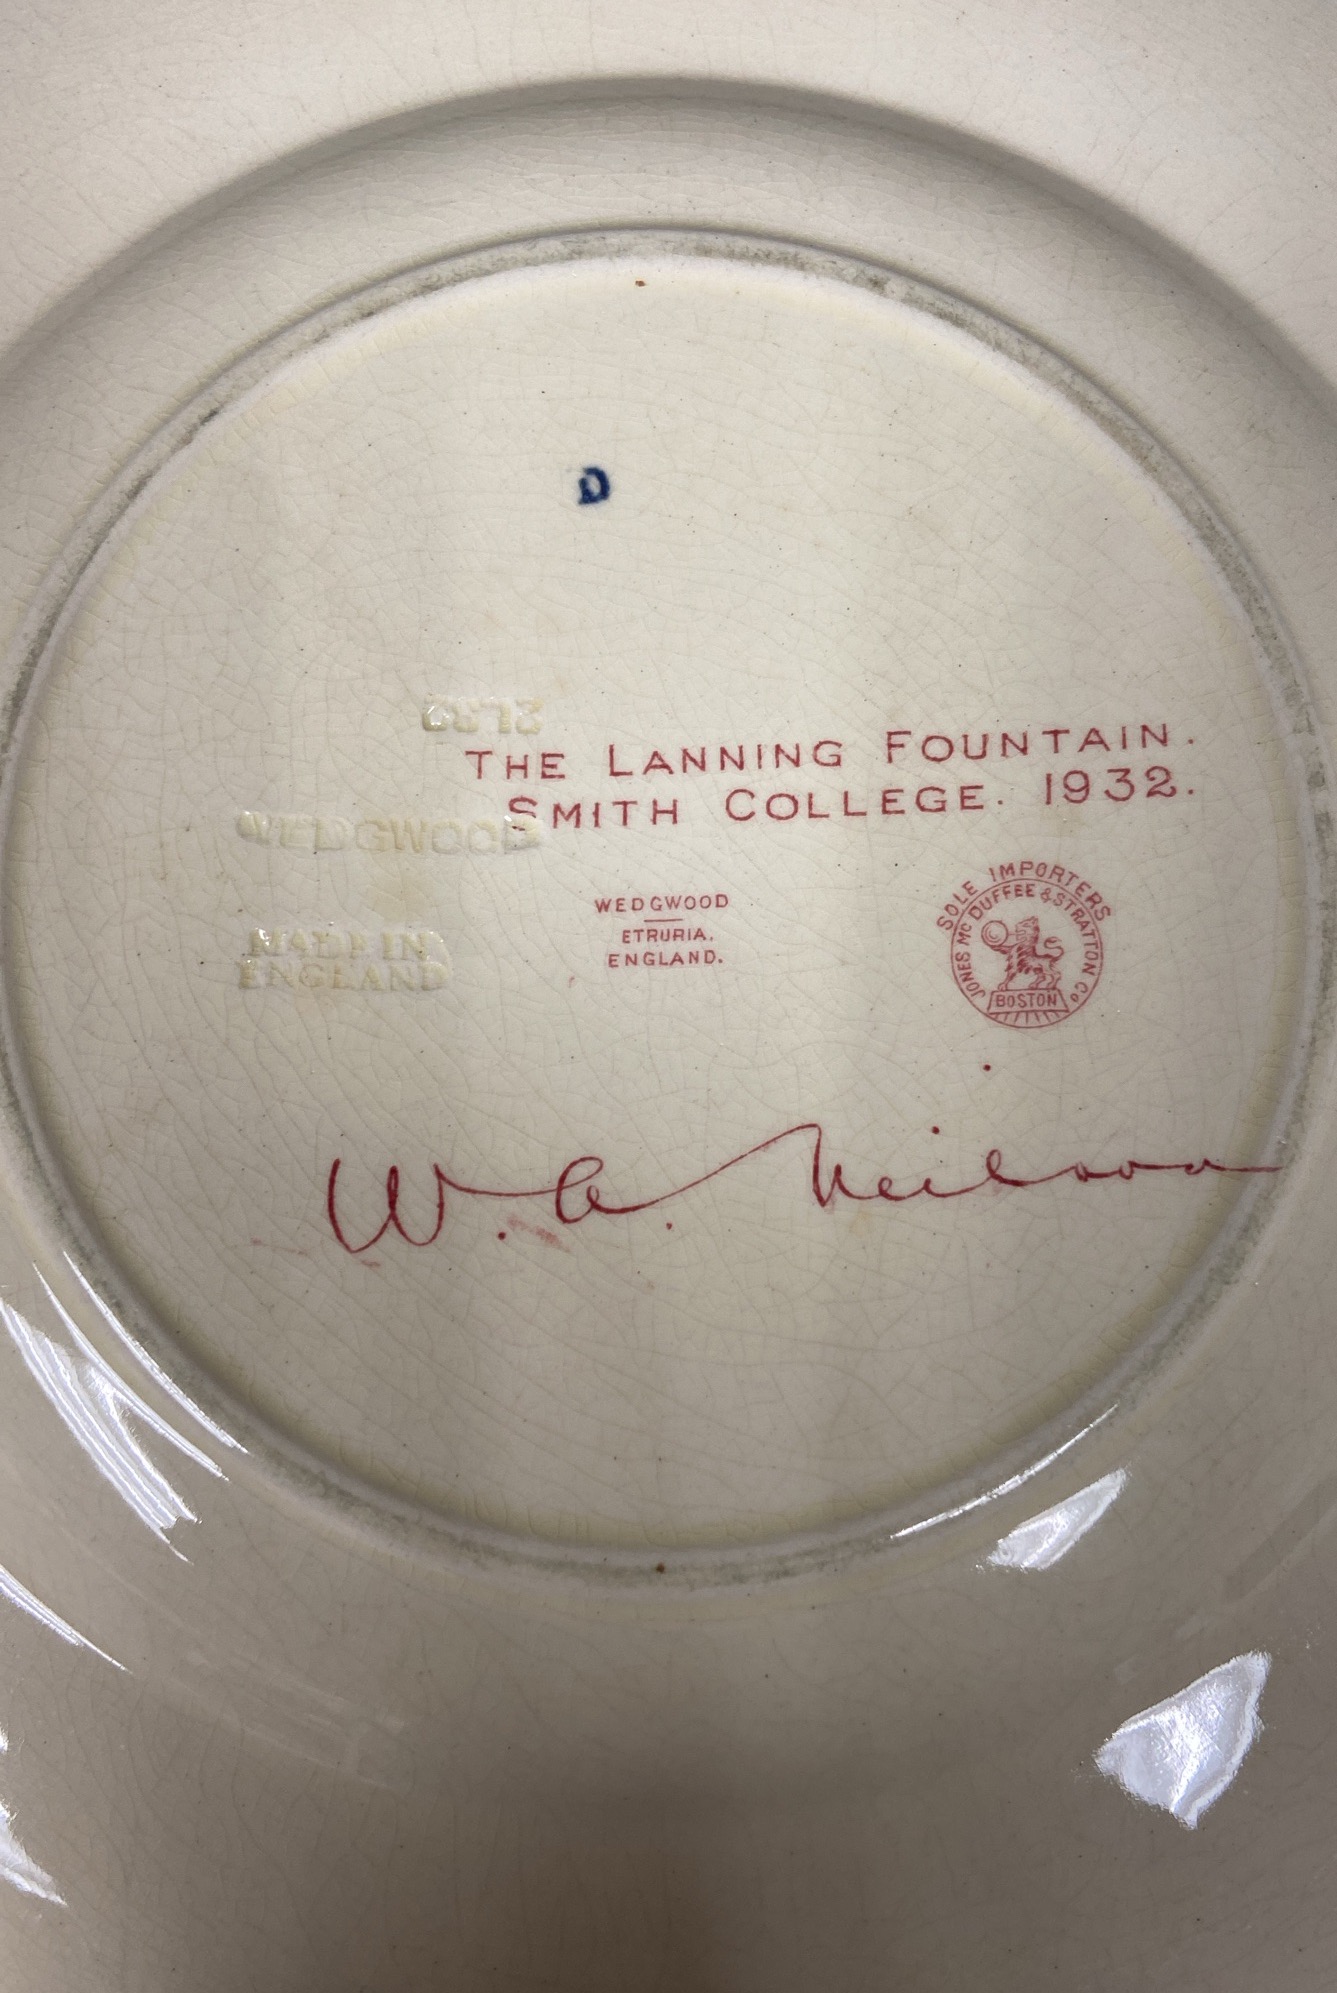 D
THE LANNING FOUNTAIN.
SMITH COLLEGE. 1932.
WEDGWOOD
MADE IN
ENGLAND
WEDGWOOD
ETRURIA,
ENGLAND.
SOLE IMPORTERS
JONES McDUFFEE & STRATTON CO
BOSTON
W. A. Neilson